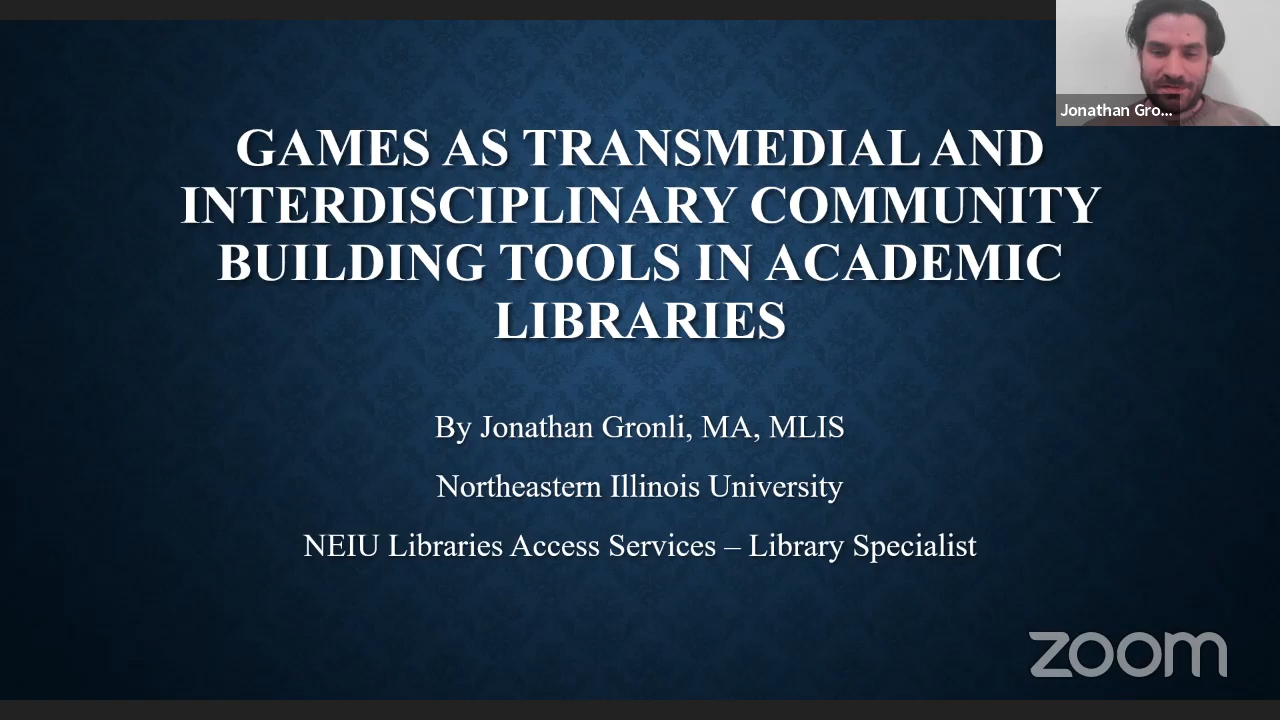 Jonathan Gro...
GAMES AS TRANSMEDIAL AND
INTERDISCIPLINARY COMMUNITY
BUILDING TOOLS IN ACADEMIC
LIBRARIES
By Jonathan Gronli, MA, MLIS
Northeastern Illinois University
NEIU Libraries Access Services – Library Specialist
zoom